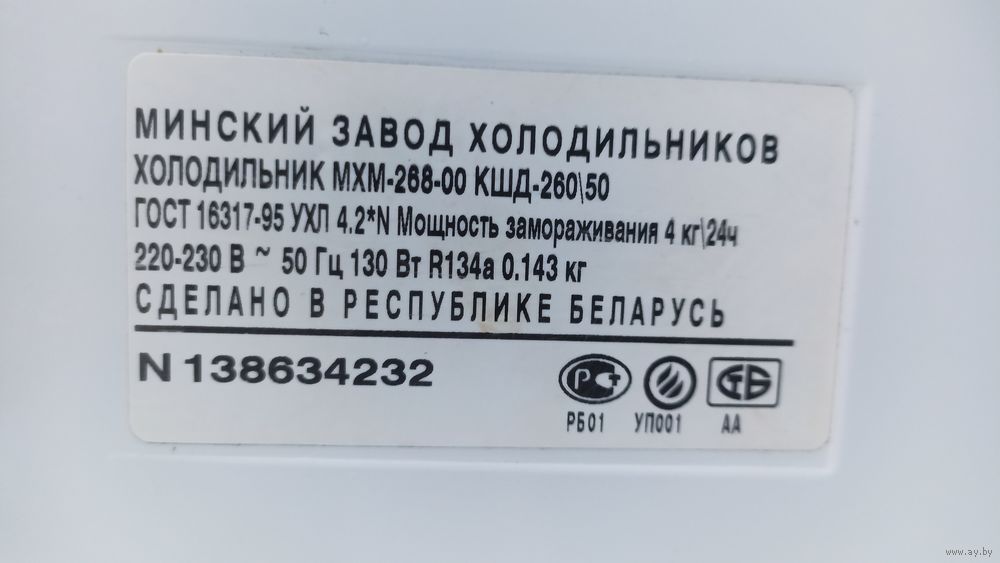 МИНСКИЙ ЗАВОД ХОЛОДИЛЬНИКОВ
ХОЛОДИЛЬНИК МХМ-268-00 КШД-260\50
ГОСТ 16317-95 УХЛ 4.2*N Мощность замораживания 4 кг\24ч
220-230 В ~ 50 Гц 130 Вт R134a 0.143 кг
СДЕЛАНО В РЕСПУБЛИКЕ БЕЛАРУСЬ
N 138634232
РСТ СТБ
РБ01 УП001 АА
www.ay.by